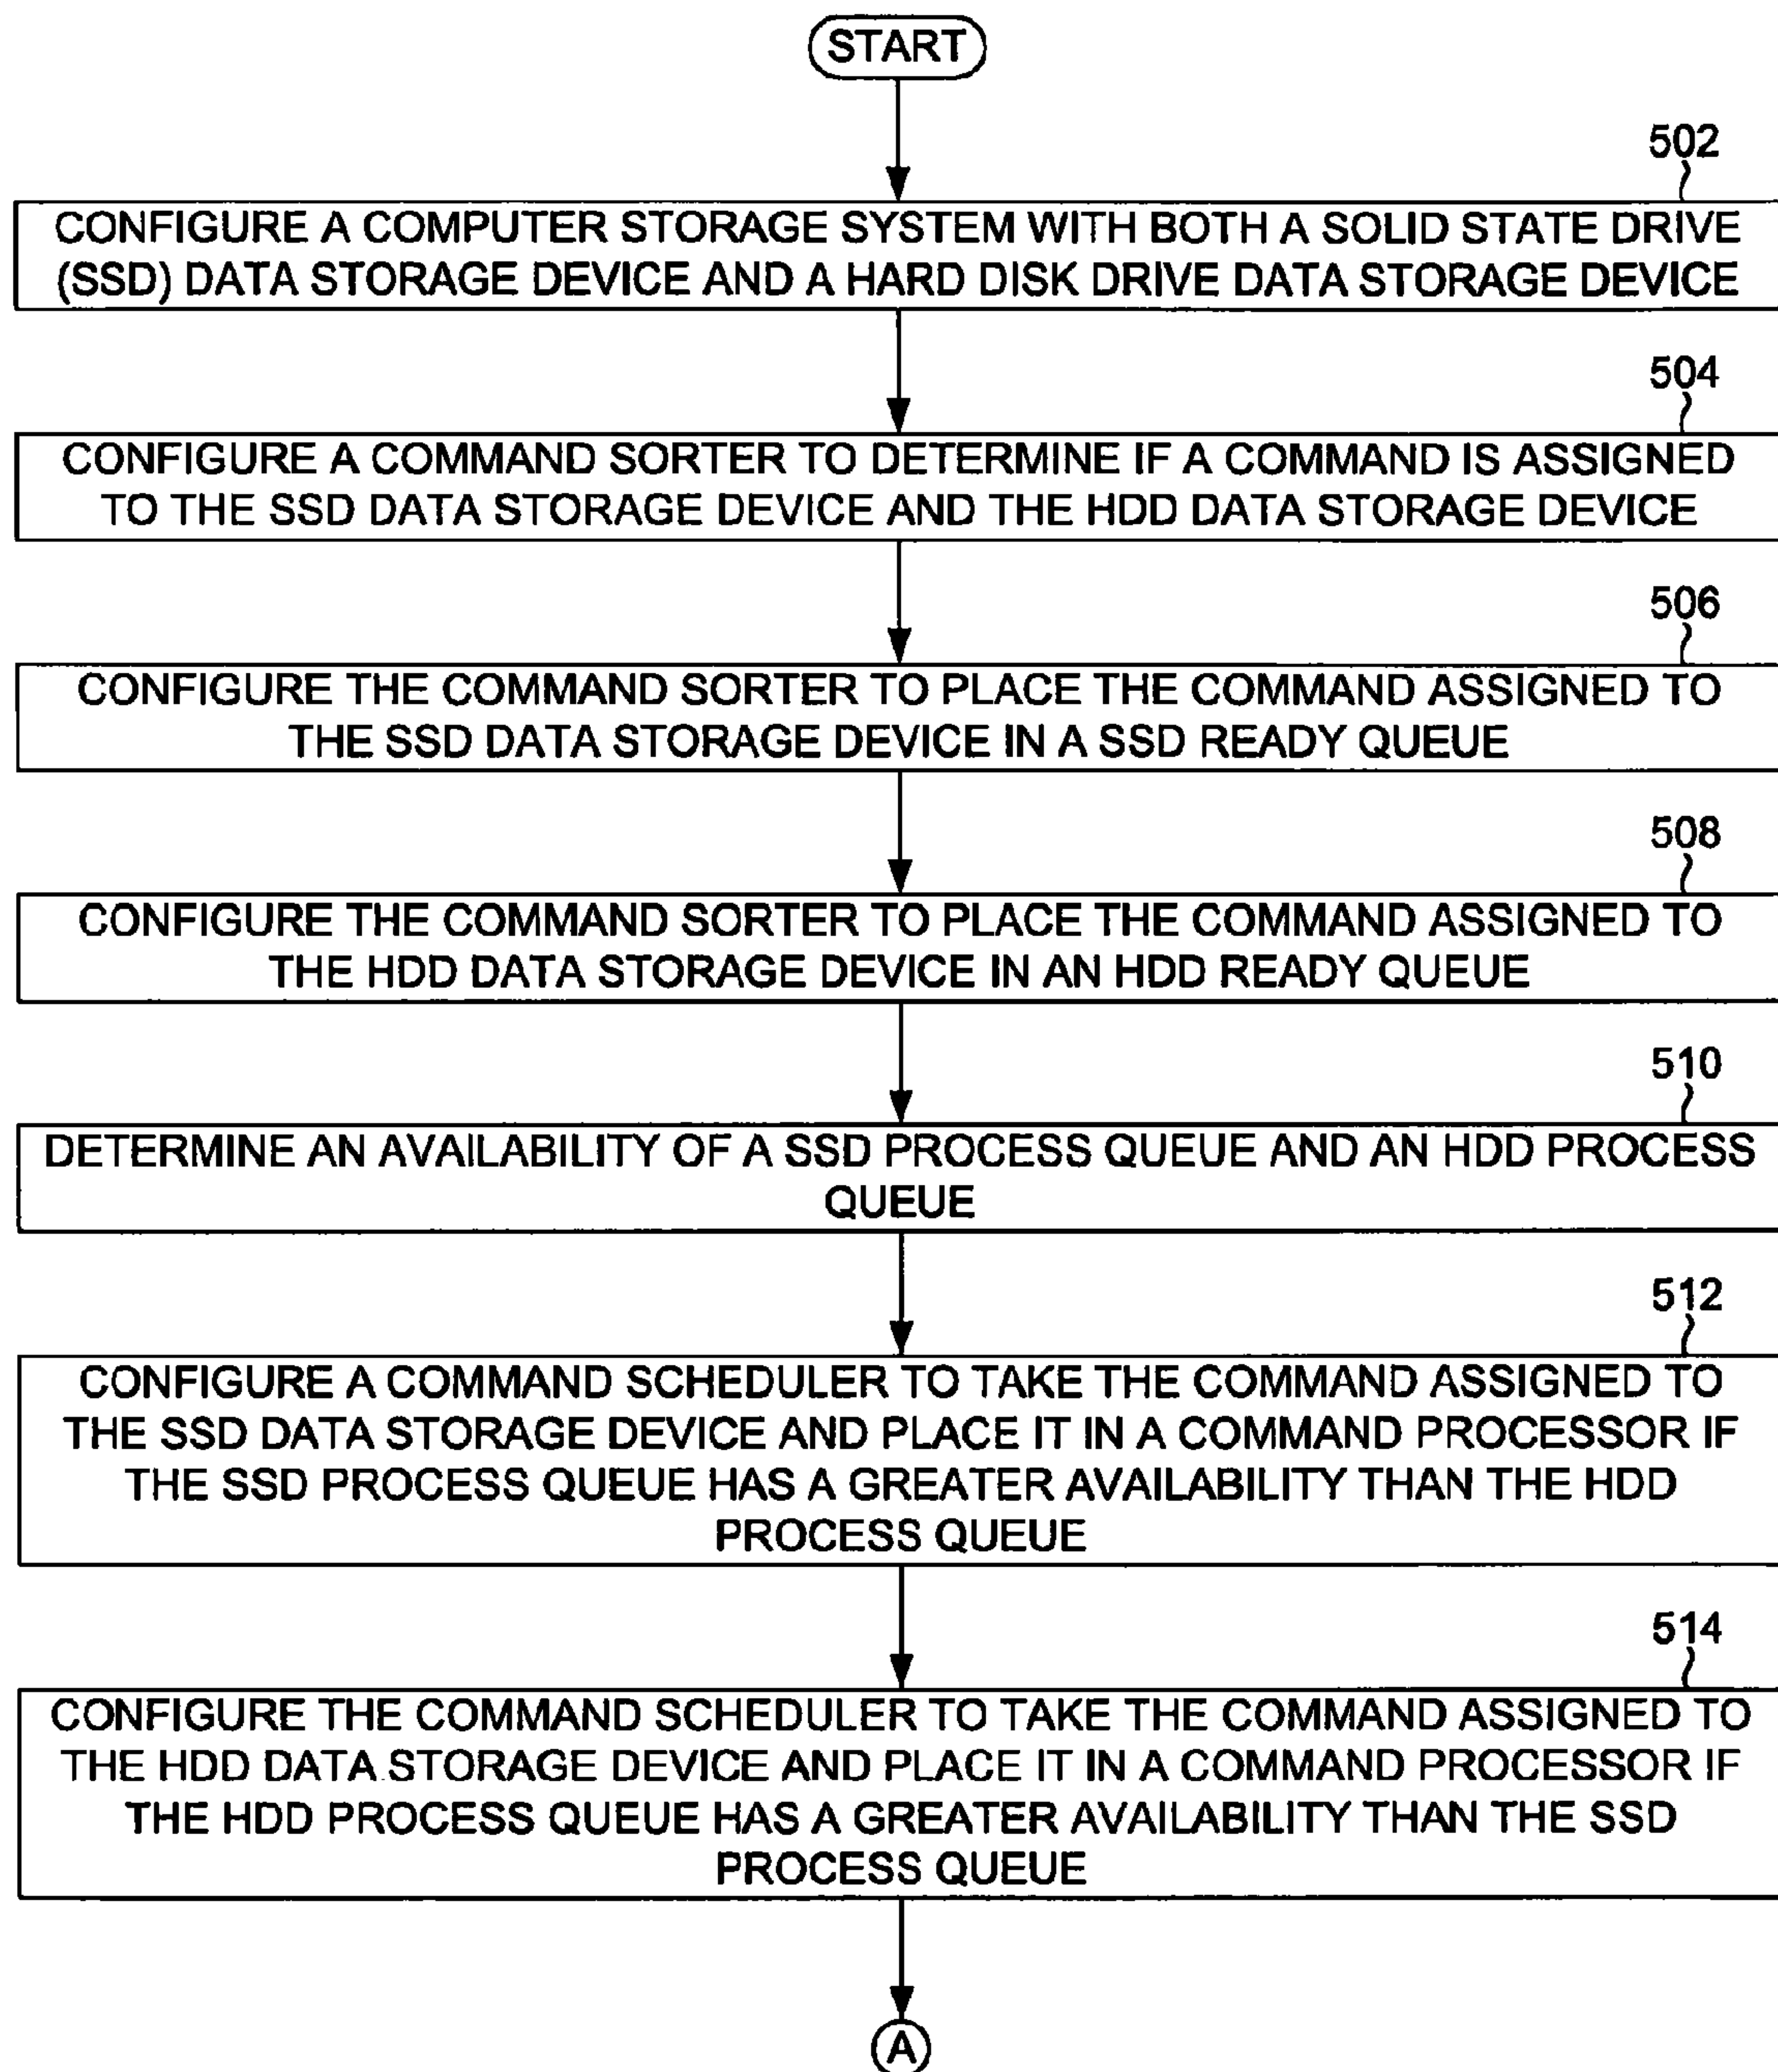 START
502
CONFIGURE A COMPUTER STORAGE SYSTEM WITH BOTH A SOLID STATE DRIVE
(SSD) DATA STORAGE DEVICE AND A HARD DISK DRIVE DATA STORAGE DEVICE
504
CONFIGURE A COMMAND SORTER TO DETERMINE IF A COMMAND IS ASSIGNED
TO THE SSD DATA STORAGE DEVICE AND THE HDD DATA STORAGE DEVICE
506
CONFIGURE THE COMMAND SORTER TO PLACE THE COMMAND ASSIGNED TO
THE SSD DATA STORAGE DEVICE IN A SSD READY QUEUE
508
CONFIGURE THE COMMAND SORTER TO PLACE THE COMMAND ASSIGNED TO
THE HDD DATA STORAGE DEVICE IN AN HDD READY QUEUE
510
DETERMINE AN AVAILABILITY OF A SSD PROCESS QUEUE AND AN HDD PROCESS
QUEUE
512
CONFIGURE A COMMAND SCHEDULER TO TAKE THE COMMAND ASSIGNED TO
THE SSD DATA STORAGE DEVICE AND PLACE IT IN A COMMAND PROCESSOR IF
THE SSD PROCESS QUEUE HAS A GREATER AVAILABILITY THAN THE HDD
PROCESS QUEUE
514
CONFIGURE THE COMMAND SCHEDULER TO TAKE THE COMMAND ASSIGNED TO
THE HDD DATA STORAGE DEVICE AND PLACE IT IN A COMMAND PROCESSOR IF
THE HDD PROCESS QUEUE HAS A GREATER AVAILABILITY THAN THE SSD
PROCESS QUEUE
A